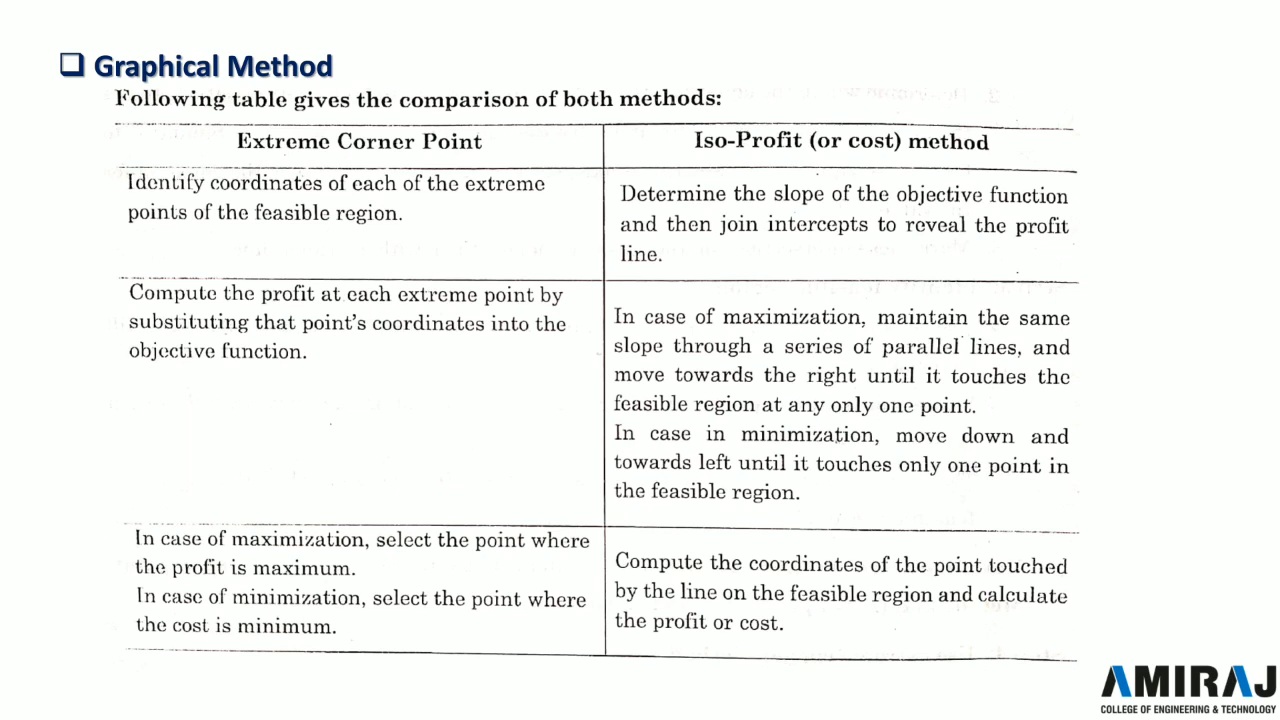 Graphical Method
Following table gives the comparison of both methods:
Extreme Corner Point
Iso-Profit (or cost) method
Identify coordinates of each of the extreme
points of the feasible region.
Determine the slope of the objective function
and then join intercepts to reveal the profit
line.
Compute the profit at each extreme point by
substituting that point's coordinates into the
objective function.
In case of maximization, maintain the same
slope through a series of parallel lines, and
move towards the right until it touches the
feasible region at any only one point.
In case in minimization, move down and
towards left until it touches only one point in
the feasible region.
In case of maximization, select the point where
the profit is maximum.
In case of minimization, select the point where
the cost is minimum.
Compute the coordinates of the point touched
by the line on the feasible region and calculate
the profit or cost.
AMIRAJ
COLLEGE OF ENGINEERING & TECHNOLOGY